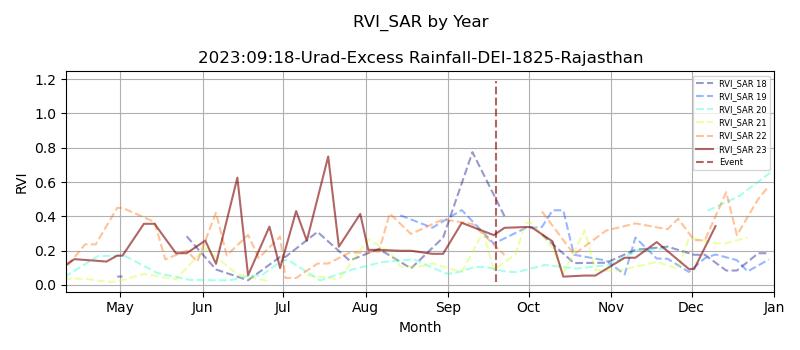 RVI_SAR by Year
2023:09:18-Urad-Excess Rainfall-DEI-1825-Rajasthan
1.2
1.0
0.8
0.6
0.4
0.2
0.0
RVI
RVI_SAR 18
RVI_SAR 19
RVI_SAR 20
RVI_SAR 21
RVI_SAR 22
RVI_SAR 23
Event
May Jun Jul Aug Sep Oct Nov Dec Jan
Month